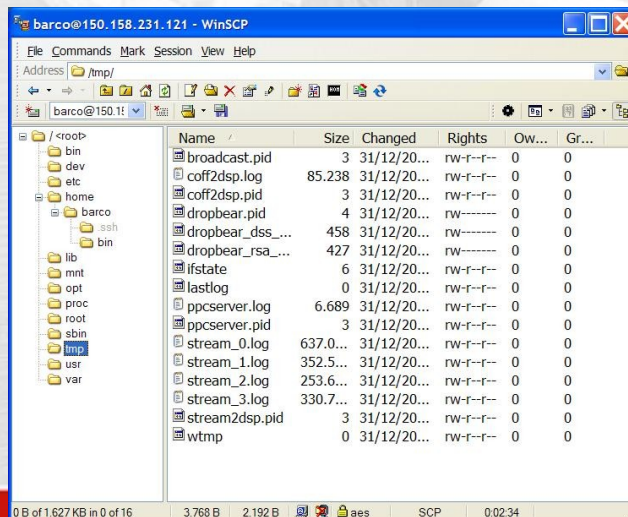 barco@150.158.231.121 - WinSCP
File Commands Mark Session View Help
Address /tmp/
barco@150.1
/ <root>
bin
dev
etc
home
barco
.ssh
bin
lib
mnt
opt
proc
root
sbin
tmp
usr
var
Name Size Changed Rights Ow... Gr...
broadcast.pid 3 31/12/20... rw-r--r-- 0 0
coff2dsp.log 85.238 31/12/20... rw-r--r-- 0 0
coff2dsp.pid 3 31/12/20... rw-r--r-- 0 0
dropbear.pid 4 31/12/20... rw------- 0 0
dropbear_dss_... 458 31/12/20... rw------- 0 0
dropbear_rsa_... 427 31/12/20... rw------- 0 0
ifstate 6 31/12/20... rw-r--r-- 0 0
lastlog 0 31/12/20... rw-r--r-- 0 0
ppcserver.log 6.689 31/12/20... rw-r--r-- 0 0
ppcserver.pid 3 31/12/20... rw-r--r-- 0 0
stream_0.log 637.0... 31/12/20... rw-r--r-- 0 0
stream_1.log 352.5... 31/12/20... rw-r--r-- 0 0
stream_2.log 253.6... 31/12/20... rw-r--r-- 0 0
stream_3.log 330.7... 31/12/20... rw-r--r-- 0 0
stream2dsp.pid 3 31/12/20... rw-r--r-- 0 0
wtmp 0 31/12/20... rw-r--r-- 0 0
0 B of 1.627 KB in 0 of 16 3.768 B 2.192 B aes SCP 0:02:34